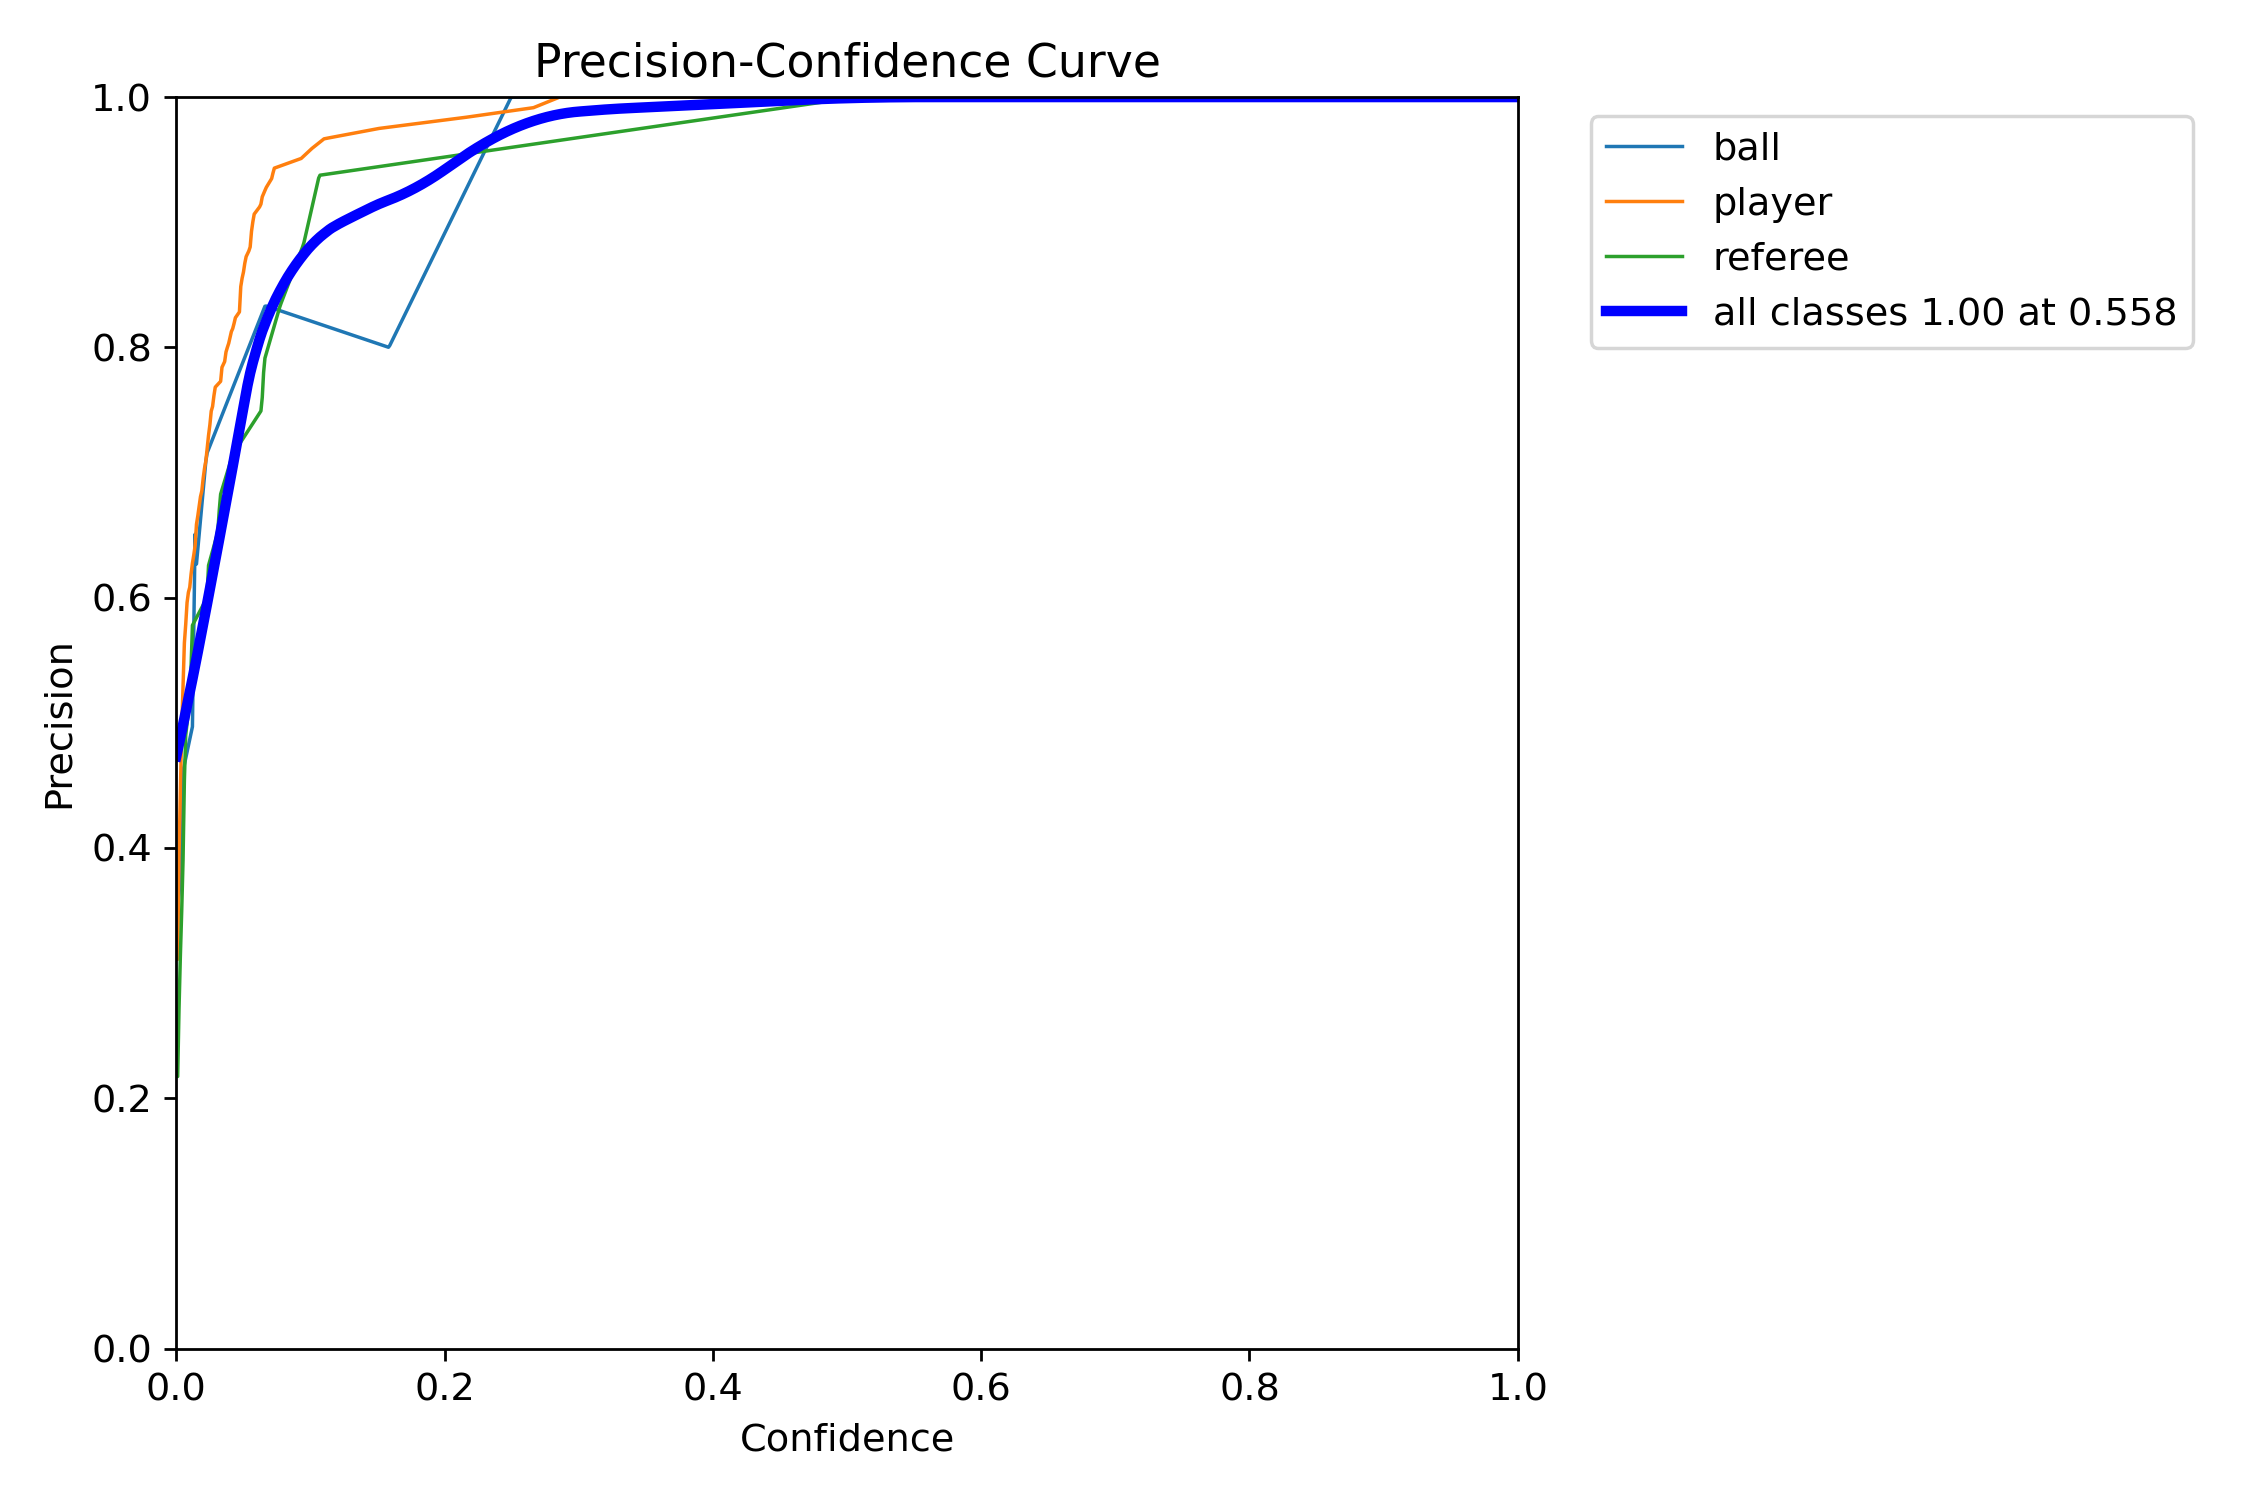 Precision-Confidence Curve
1.0
0.8
0.6
0.4
0.2
0.0
Precision
0.0 0.2 0.4 0.6 0.8 1.0
Confidence
ball
player
referee
all classes 1.00 at 0.558